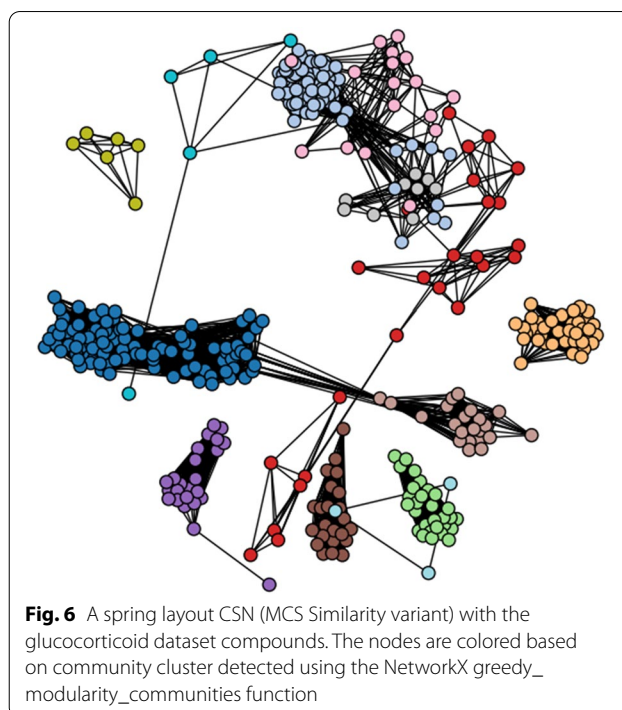 Fig. 6 A spring layout CSN (MCS Similarity variant) with the
glucocorticoid dataset compounds. The nodes are colored based
on community cluster detected using the NetworkX greedy_
modularity_communities function